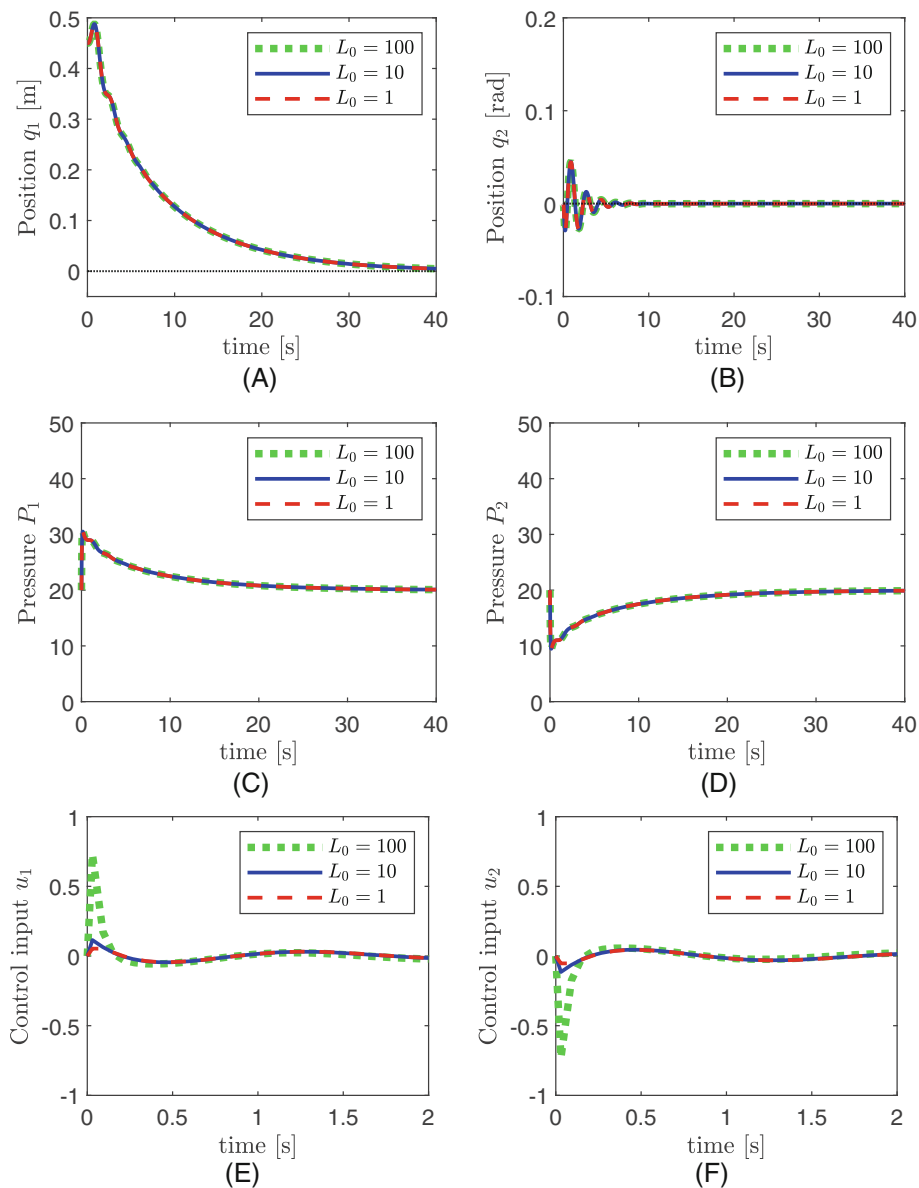 Position q₁ [m]
0.5
0.4
0.3
0.2
0.1
0
L₀ = 100
L₀ = 10
L₀ = 1
0 10 20 30 40
time [s]
(A)
Position q₂ [rad]
0.2
0.1
0
-0.1
L₀ = 100
L₀ = 10
L₀ = 1
0 10 20 30 40
time [s]
(B)
Pressure P₁
50
40
30
20
10
0
L₀ = 100
L₀ = 10
L₀ = 1
0 10 20 30 40
time [s]
(C)
Pressure P₂
50
40
30
20
10
0
L₀ = 100
L₀ = 10
L₀ = 1
0 10 20 30 40
time [s]
(D)
Control input u₁
1
0.5
0
-0.5
-1
L₀ = 100
L₀ = 10
L₀ = 1
0 0.5 1 1.5 2
time [s]
(E)
Control input u₂
1
0.5
0
-0.5
-1
L₀ = 100
L₀ = 10
L₀ = 1
0 0.5 1 1.5 2
time [s]
(F)